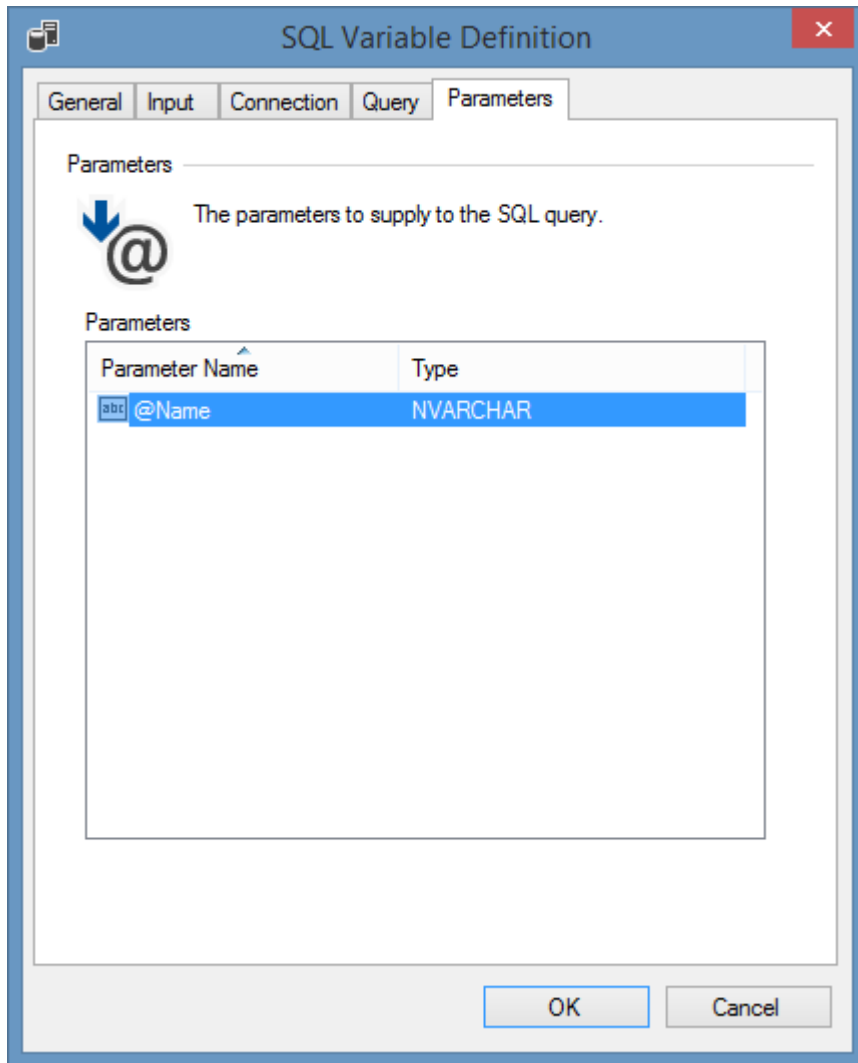 SQL Variable Definition
General Input Connection Query Parameters
Parameters
@
The parameters to supply to the SQL query.
Parameters
Parameter Name Type
abc @Name NVARCHAR
OK Cancel